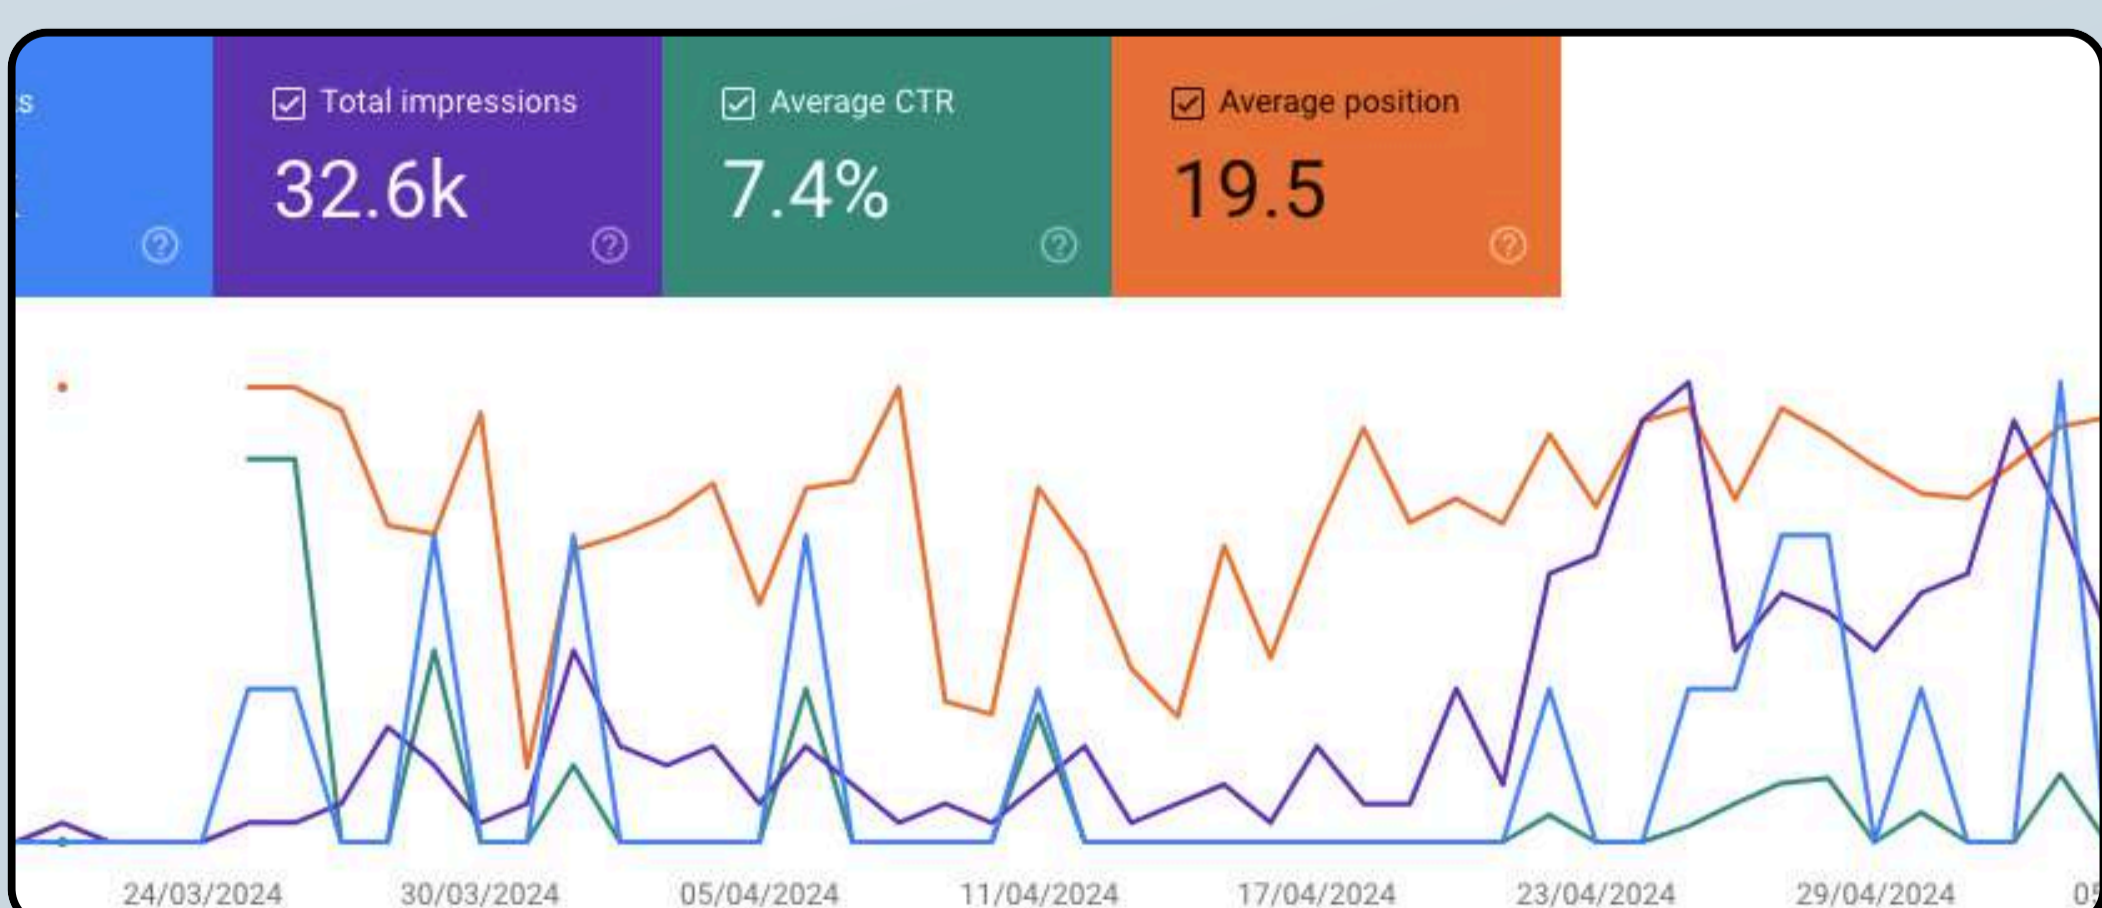 s
Total impressions
Average CTR
Average position
32.6k
7.4%
19.5
24/03/2024 30/03/2024 05/04/2024 11/04/2024 17/04/2024 23/04/2024 29/04/2024